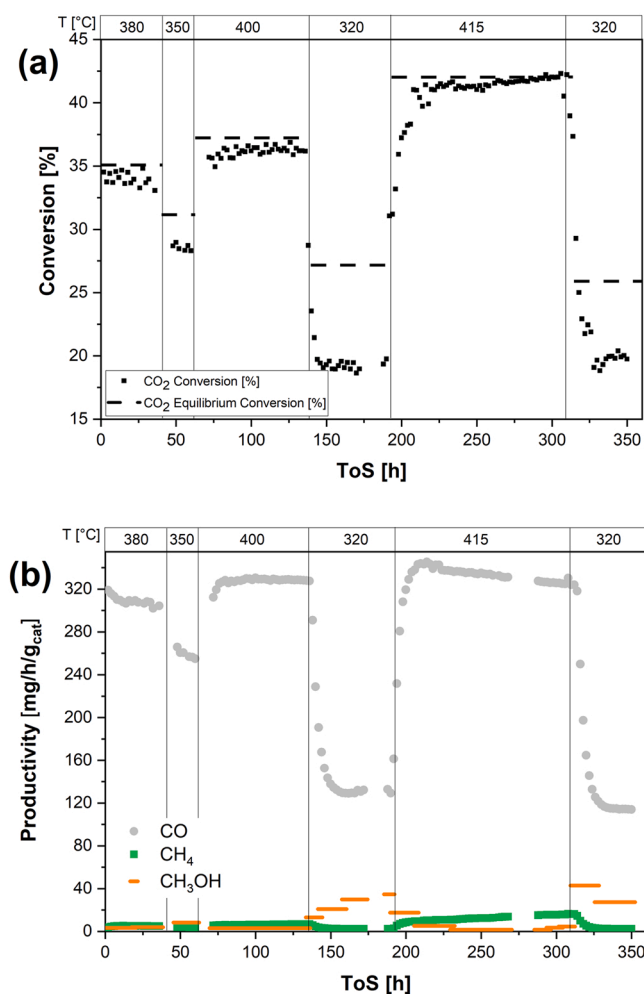 T [°C]
380 350 400 320 415 320
(a)
45
40
35
30
25
20
15
Conversion [%]
CO₂ Conversion [%]
CO₂ Equilibrium Conversion [%]
0 50 100 150 200 250 300 350
ToS [h]
T [°C]
380 350 400 320 415 320
(b)
320
280
240
200
160
120
80
40
0
Productivity [mg/h/gcat]
CO
CH₄
CH₃OH
0 50 100 150 200 250 300 350
ToS [h]